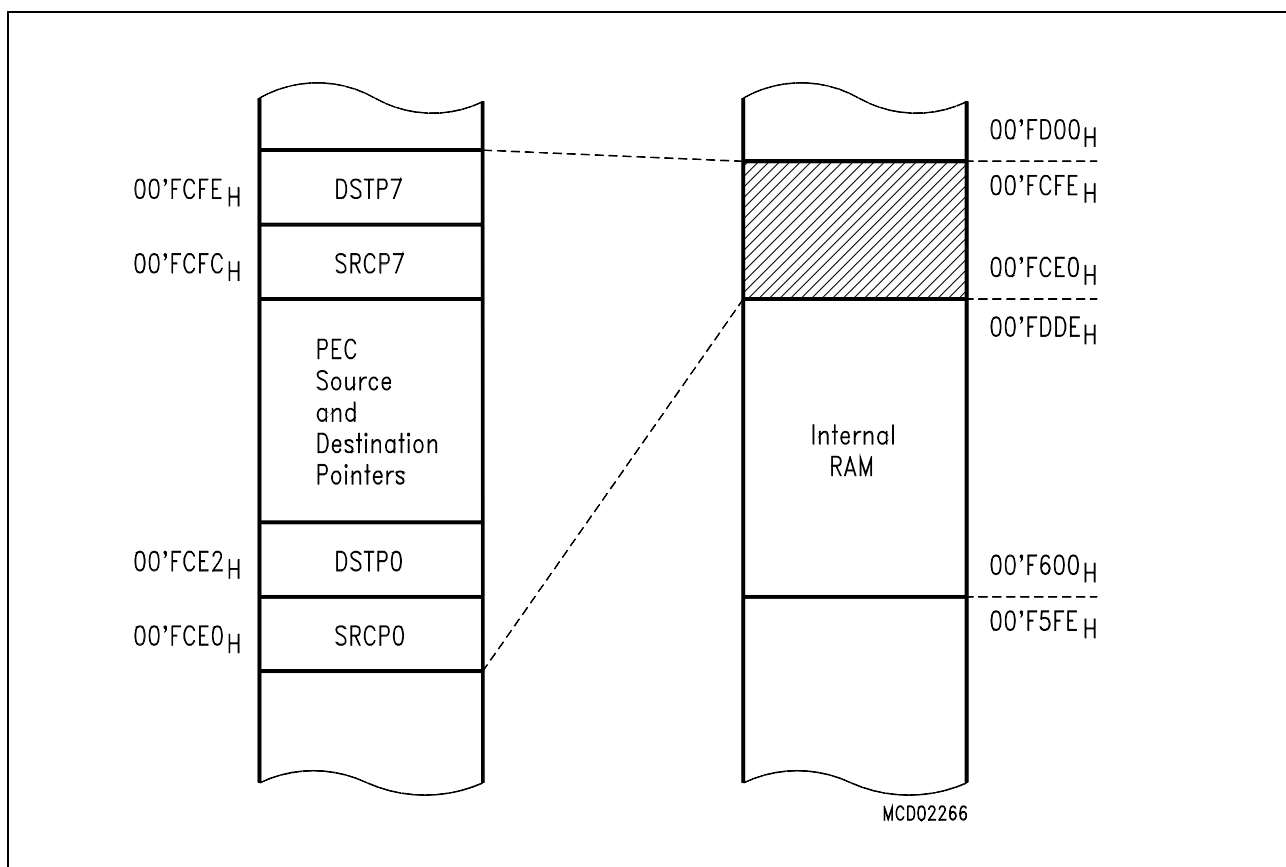 00'FCFEH
DSTP7
00'FCFCH
SRCP7
PEC
Source
and
Destination
Pointers
00'FCE2H
DSTP0
00'FCE0H
SRCP0
00'FD00H
00'FCFEH
00'FCE0H
00'FDDEH
Internal
RAM
00'F600H
00'F5FEH
MCD02266